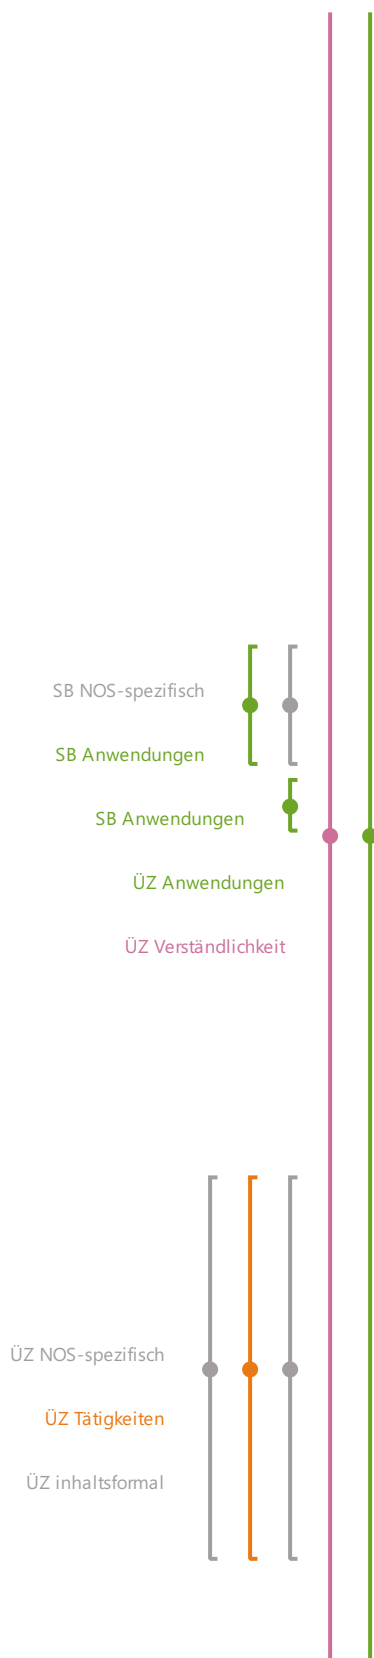 SB NOS-spezifisch
SB Anwendungen
SB Anwendungen
ÜZ Anwendungen
ÜZ Verständlichkeit
ÜZ NOS-spezifisch
ÜZ Tätigkeiten
ÜZ inhaltsformal